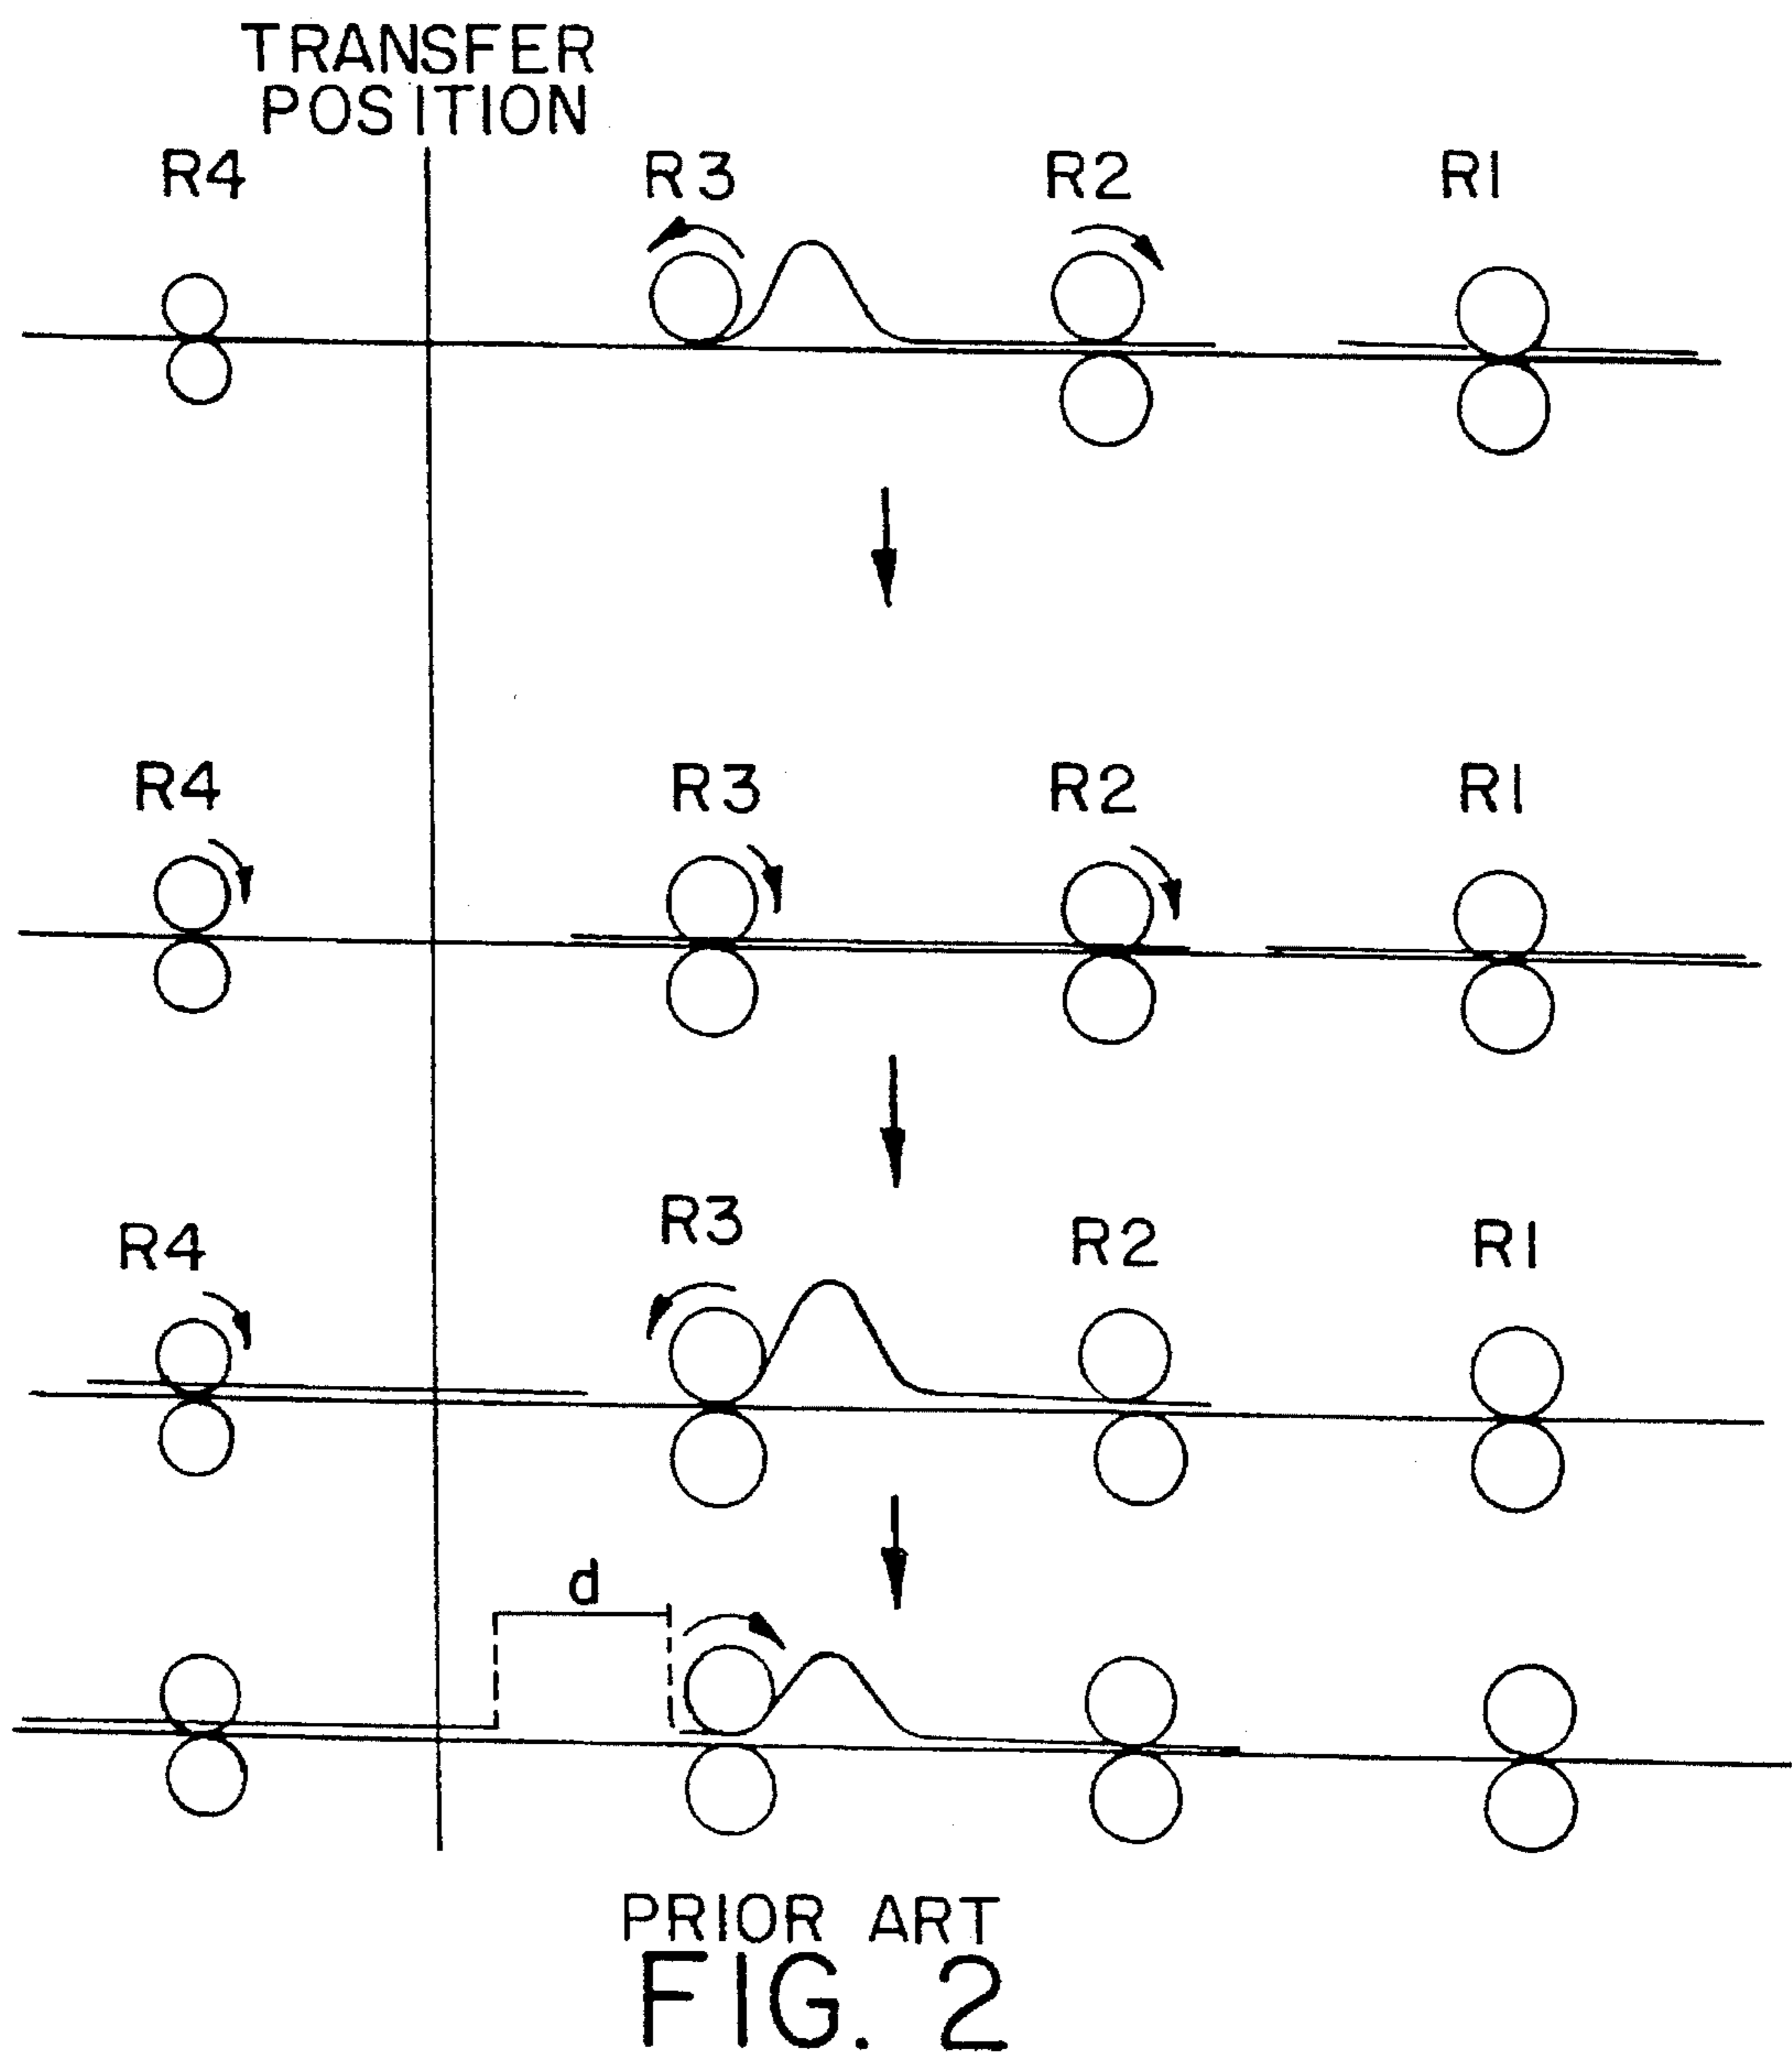 TRANSFER
POSITION
R4 R3 R2 R1
R4 R3 R2 R1
R4 R3 R2 R1
d
PRIOR ART
FIG. 2